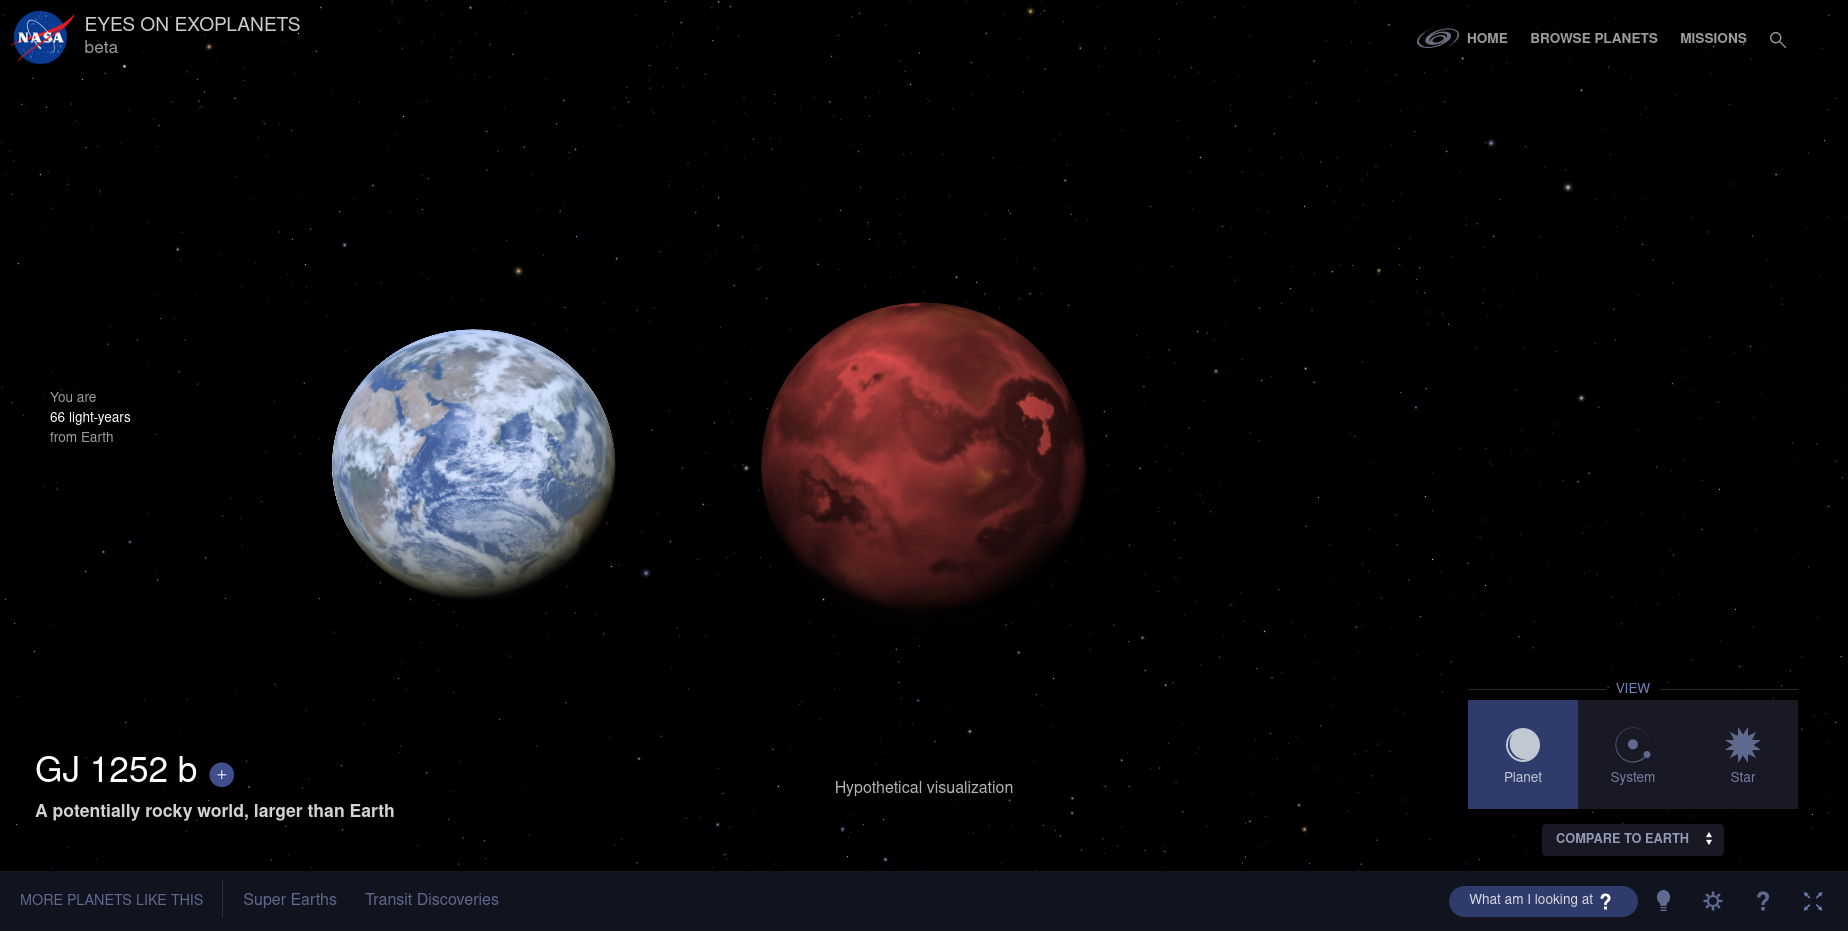 NASA
EYES ON EXOPLANETS
beta
HOME
BROWSE PLANETS
MISSIONS
You are
66 light-years
from Earth
GJ 1252 b +
A potentially rocky world, larger than Earth
Hypothetical visualization
VIEW
Planet
System
Star
COMPARE TO EARTH
MORE PLANETS LIKE THIS
Super Earths
Transit Discoveries
What am I looking at ?
?